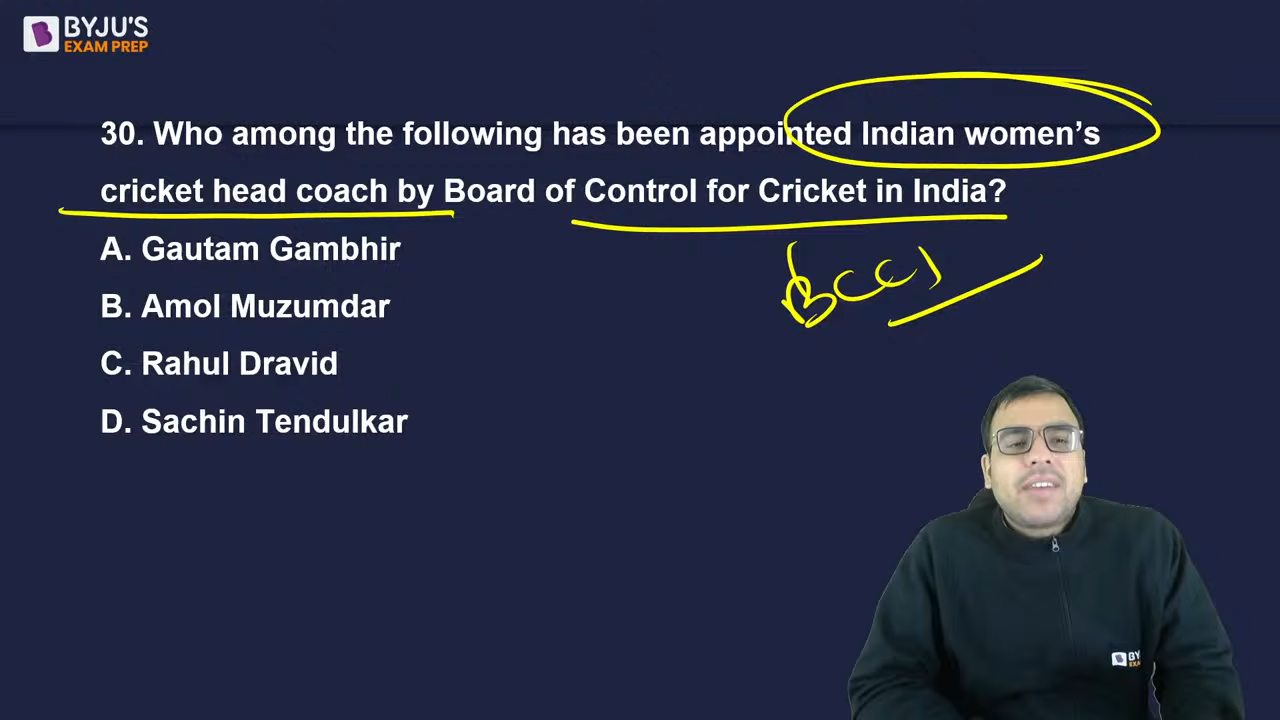 BYJU'S
EXAM PREP
30. Who among the following has been appointed Indian women’s
cricket head coach by Board of Control for Cricket in India?
A. Gautam Gambhir
BCCI
B. Amol Muzumdar
C. Rahul Dravid
D. Sachin Tendulkar